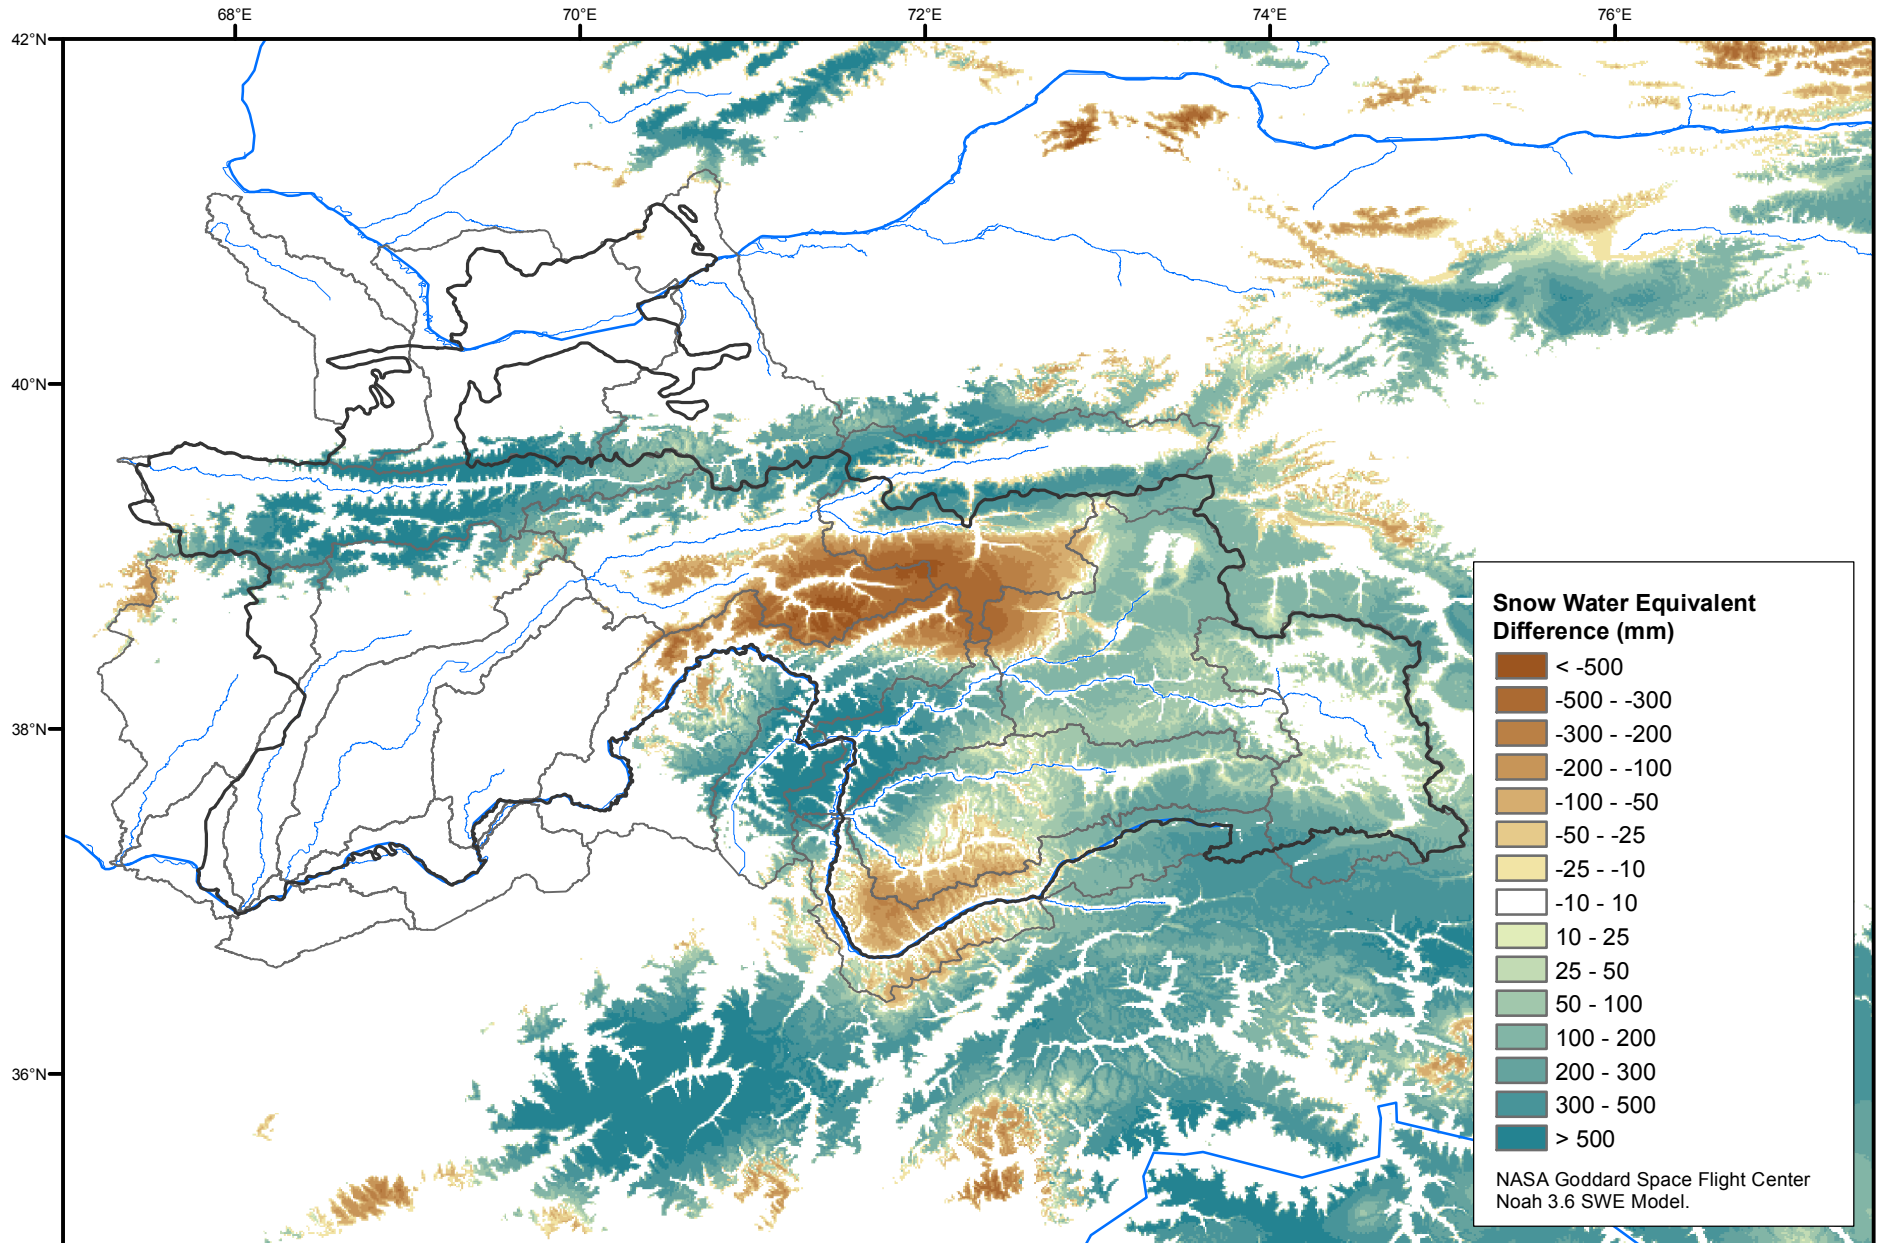 68°E
70°E
72°E
74°E
76°E
42°N
40°N
38°N
36°N
Snow Water Equivalent
Difference (mm)
< -500
-500 - -300
-300 - -200
-200 - -100
-100 - -50
-50 - -25
-25 - -10
-10 - 10
10 - 25
25 - 50
50 - 100
100 - 200
200 - 300
300 - 500
> 500
NASA Goddard Space Flight Center
Noah 3.6 SWE Model.